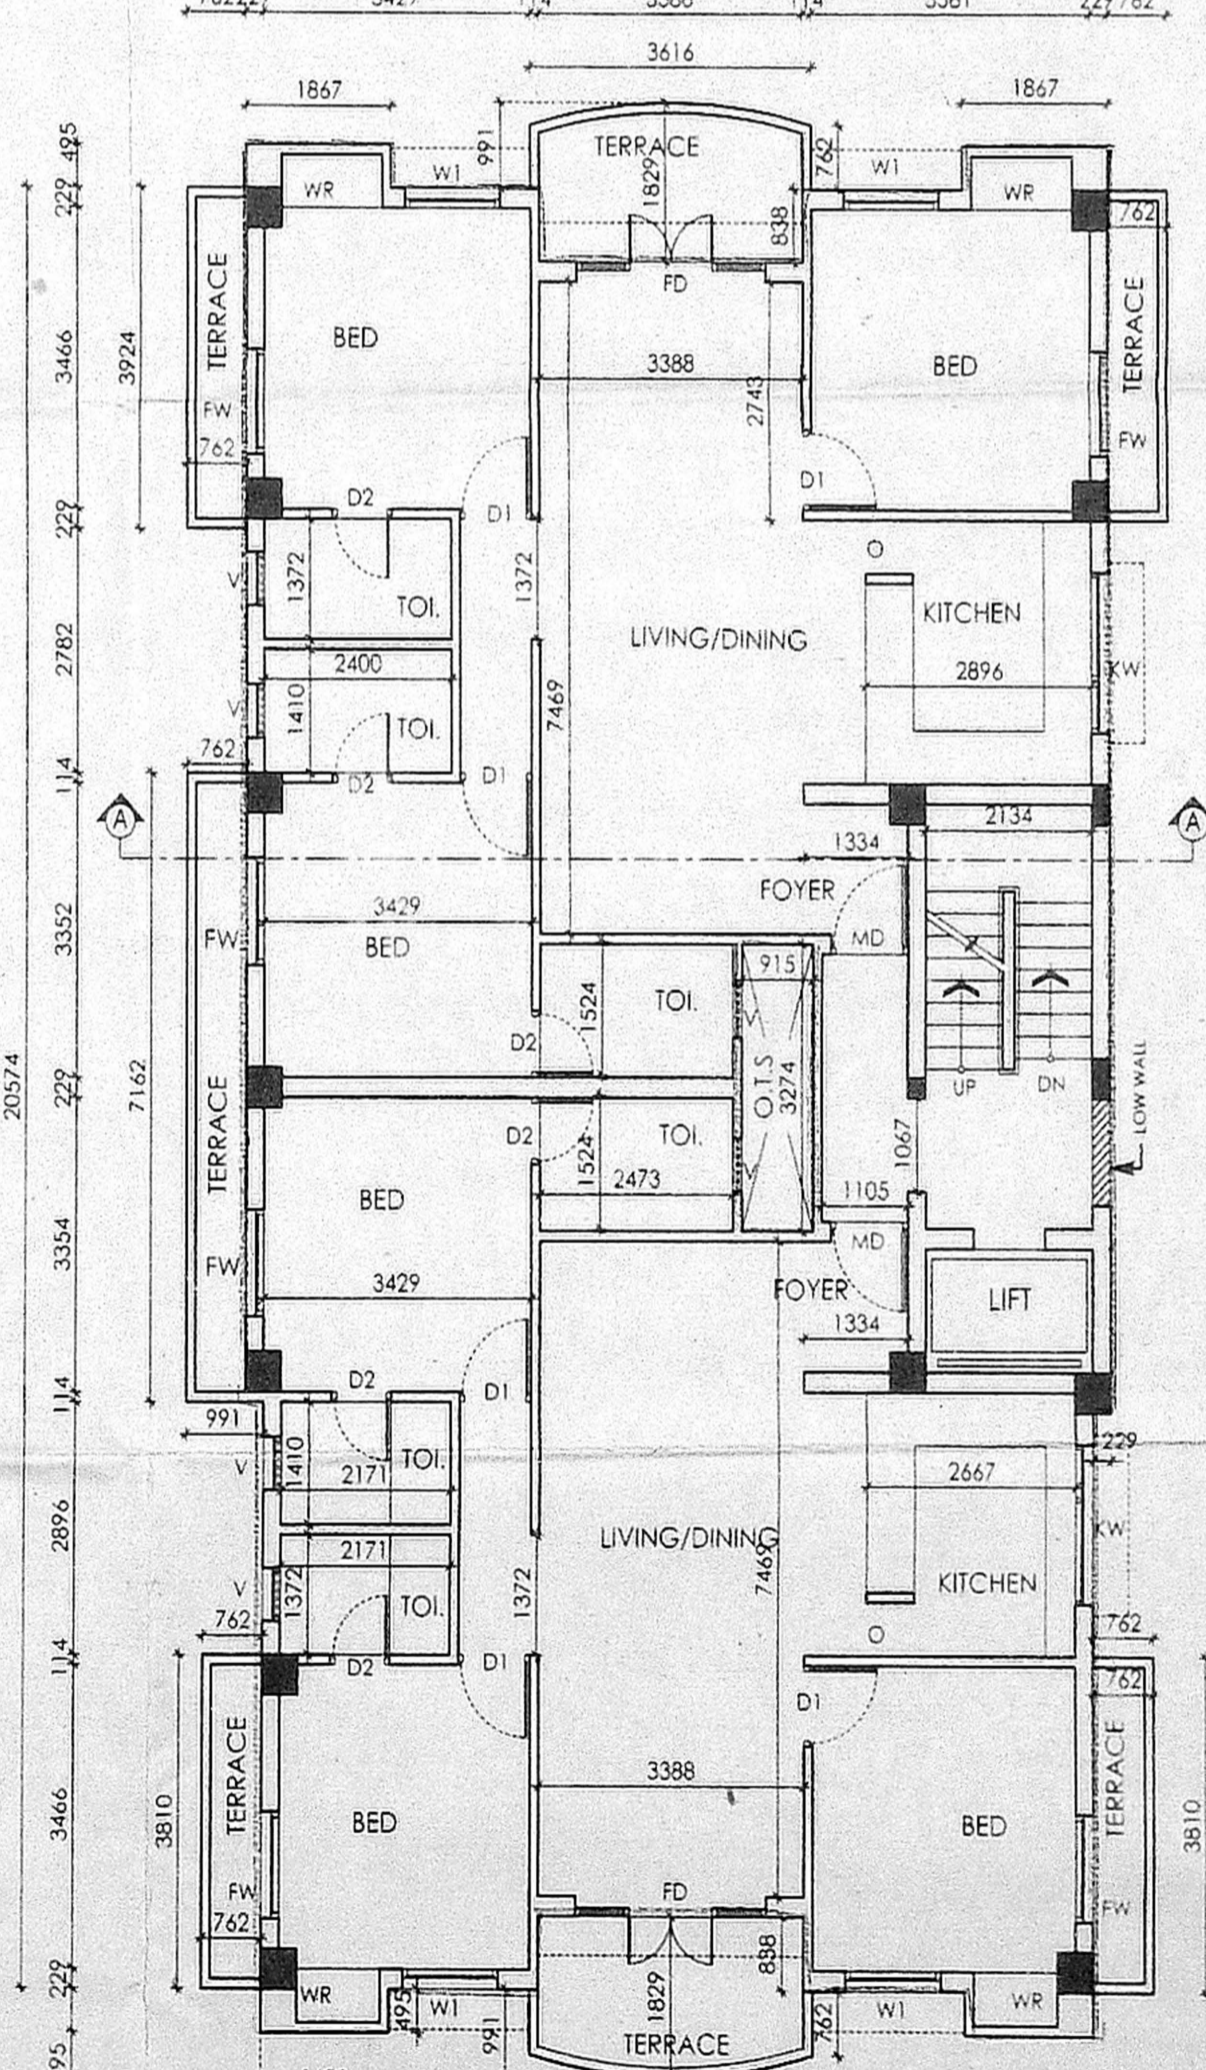 3429
3388
3581
3616
1867
1867
495
991
TERRACE
1829
762
W1
W1
WR
WR
229
838
762
TERRACE
BED
FD
TERRACE
3466
3924
3388
BED
2743
FW
762
FW
D1
D2
D1
229
O
V
1372
TOI.
1372
KITCHEN
LIVING/DINING
2782
2400
2896
KW
7469
V
1410
TOI.
762
D2
D1
114
A
2134
A
1334
FOYER
3429
3352
FW
BED
MD
915
1524
TOI.
V
D2
UP
DN
O.T.S
3274
LOW WALL
20574
229
7162
TERRACE
D2
1524
TOI.
1067
2473
V
1105
BED
MD
3354
FW
3429
FOYER
LIFT
1334
D2
D1
114
991
229
V
1410
TOI.
2171
2667
2896
LIVING/DINING
7469
KW
2171
V
1372
TOI.
1372
KITCHEN
762
O
762
114
D2
D1
D1
762
TERRACE
3388
TERRACE
3466
3810
BED
BED
3810
FW
FD
FW
762
838
229
WR
495
W1
991
1829
762
W1
WR
TERRACE
95